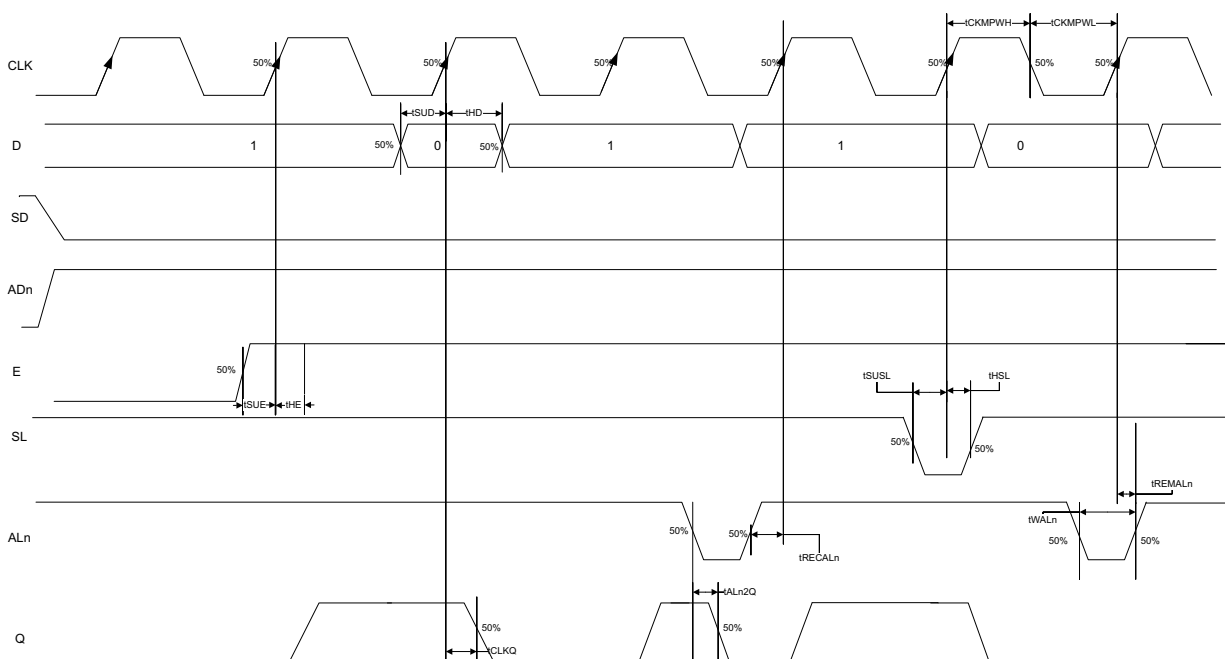 tCKMPWH
tCKMPWL
CLK
50%
50%
50%
50%
50%
50%
50%
tSUD
tHD
D
1
50%
0
50%
1
1
0
SD
ADn
E
50%
tSUE
tHE
tSUSL
tHSL
SL
50%
50%
ALn
50%
50%
tRECALn
tREMALn
tWALn
50%
50%
tALn2Q
Q
50%
50%
tCLKQ